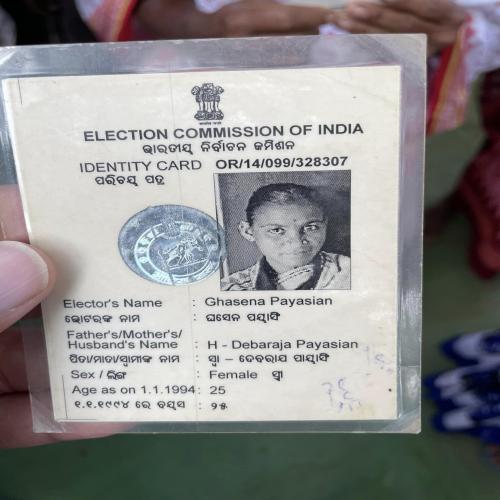 ELECTION COMMISSION OF INDIA
ଭାରତୀୟ ନିର୍ବାଚନ କମିଶନ
IDENTITY CARD OR/14/099/328307
ପରିଚୟ ପତ୍ର
Elector's Name : Ghasena Payasian
ଭୋଟରଙ୍କ ନାମ : ଘସେନ ପୟାସିଂ
Father's/Mother's/
Husband's Name : H - Debaraja Payasian
ପିତା/ମାତା/ସ୍ୱାମୀଙ୍କ ନାମ : ସ୍ୱା – ଦେବରାଯ ପାୟାସିଂ
Sex / ଲିଙ୍ଗ : Female ସ୍ତ୍ରୀ
Age as on 1.1.1994 : 25
୧.୧.୧୯୯୪ ରେ ବୟସ : ୨୫